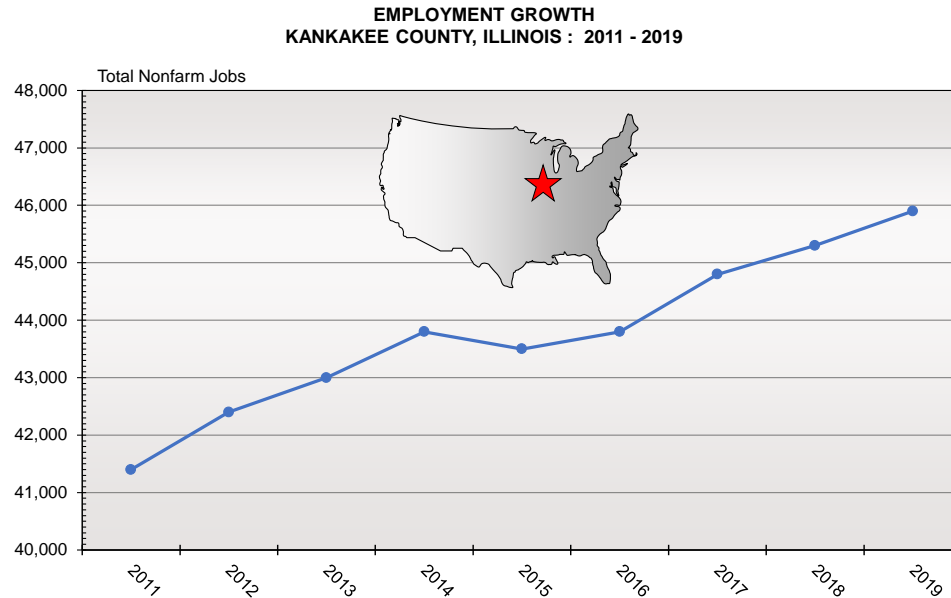 EMPLOYMENT GROWTH
KANKAKEE COUNTY, ILLINOIS :  2011 - 2019
Total Nonfarm Jobs
48,000
47,000
46,000
45,000
44,000
43,000
42,000
41,000
40,000
2011 2012 2013 2014 2015 2016 2017 2018 2019